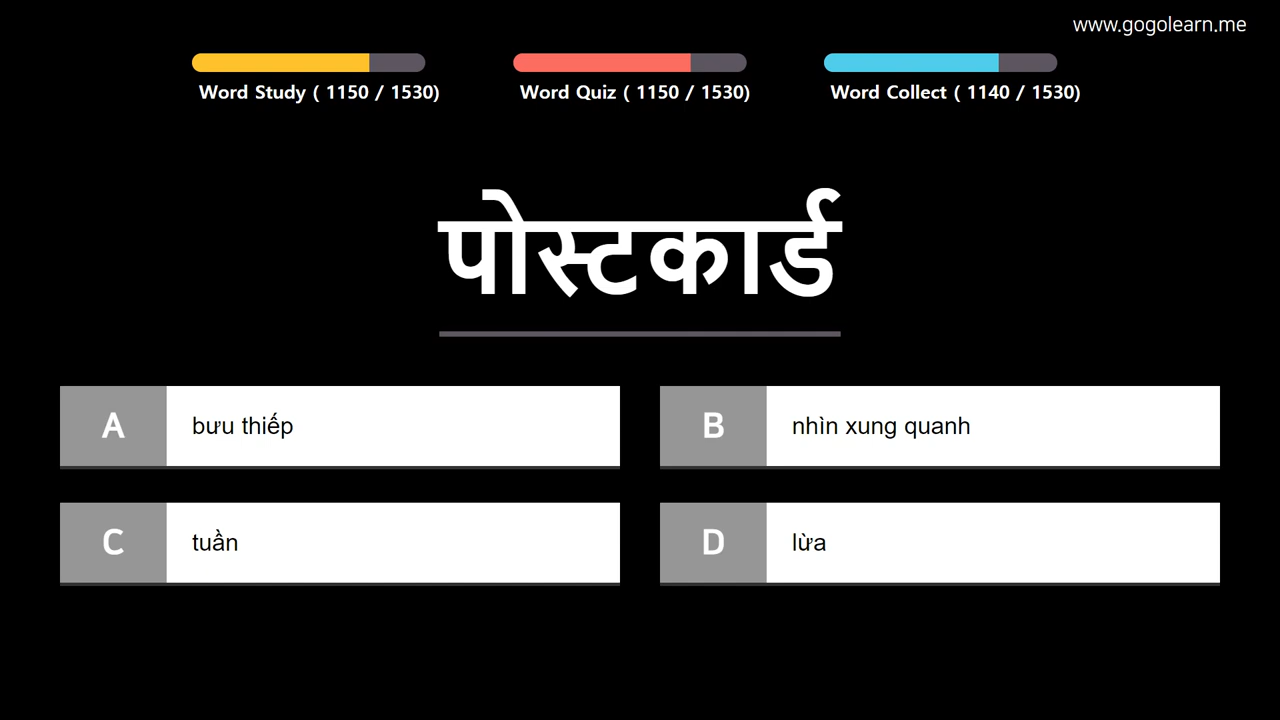 www.gogolearn.me
Word Study ( 1150 / 1530)
Word Quiz ( 1150 / 1530)
Word Collect ( 1140 / 1530)
पोस्टकार्ड
A
bưu thiếp
B
nhìn xung quanh
C
tuần
D
lừa